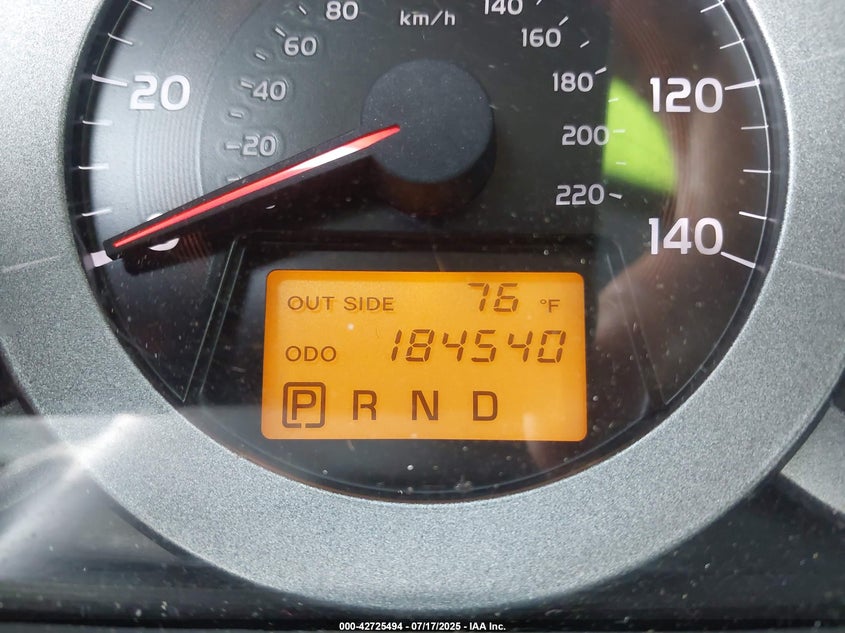 80 km/h 140
60 160
20 40 180 120
20 200
0 220 140
OUT SIDE 76 °F
ODO 184540
P R N D
000-42725494 - 07/17/2025 - IAA Inc.